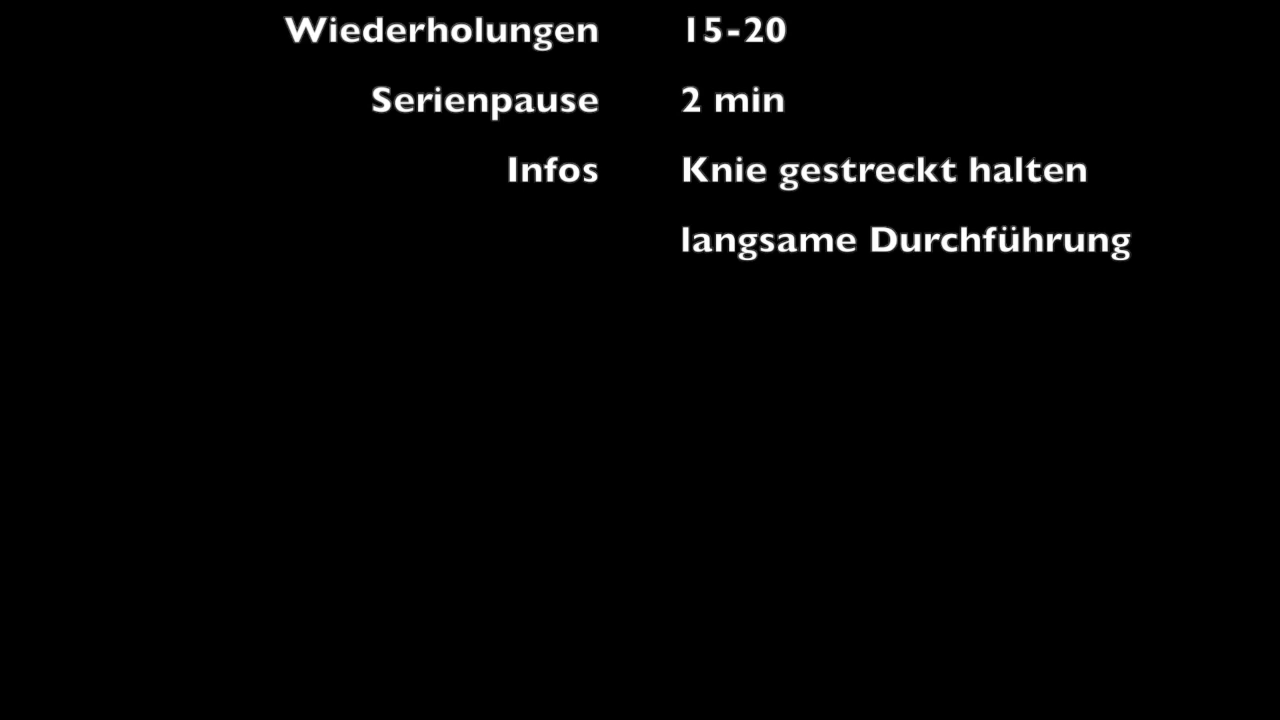 Wiederholungen 15-20
Serienpause 2 min
Infos Knie gestreckt halten
langsame Durchführung